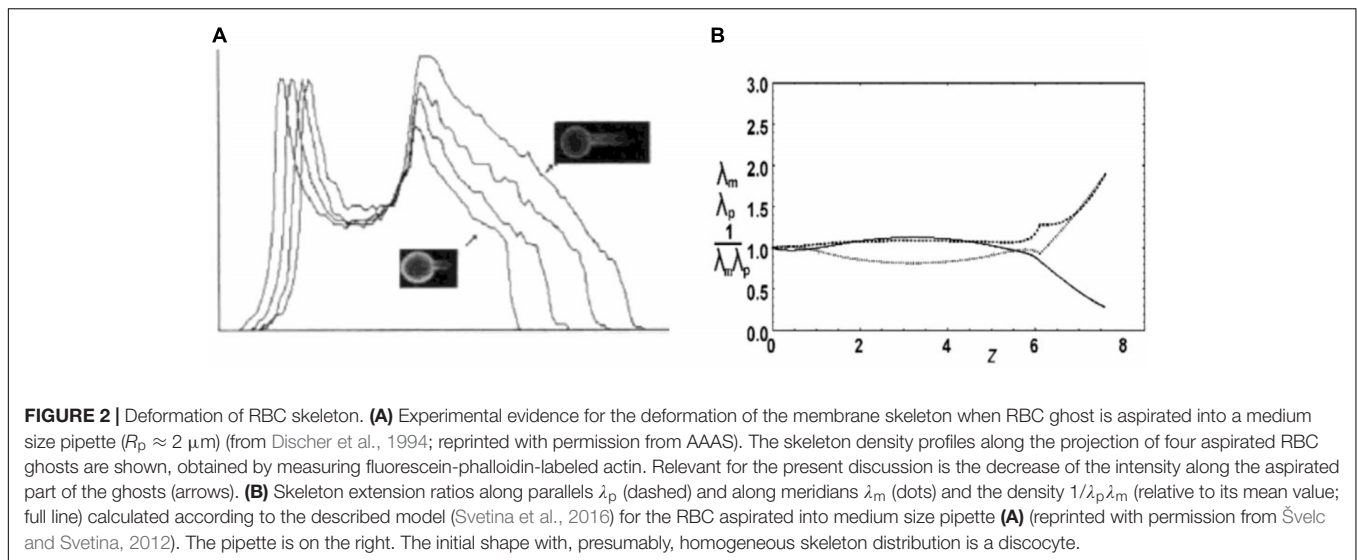 A
B
3.0
2.5
2.0
λm
1.5
λp
1
1.0
λmλp
0.5
0.0
0 2 4 6 8
Z
FIGURE 2 | Deformation of RBC skeleton. (A) Experimental evidence for the deformation of the membrane skeleton when RBC ghost is aspirated into a medium
size pipette (Rp ≈ 2 μm) (from Discher et al., 1994; reprinted with permission from AAAS). The skeleton density profiles along the projection of four aspirated RBC
ghosts are shown, obtained by measuring fluorescein-phalloidin-labeled actin. Relevant for the present discussion is the decrease of the intensity along the aspirated
part of the ghosts (arrows). (B) Skeleton extension ratios along parallels λp (dashed) and along meridians λm (dots) and the density 1/λpλm (relative to its mean value;
full line) calculated according to the described model (Svetina et al., 2016) for the RBC aspirated into medium size pipette (A) (reprinted with permission from Švelc
and Svetina, 2012). The pipette is on the right. The initial shape with, presumably, homogeneous skeleton distribution is a discocyte.